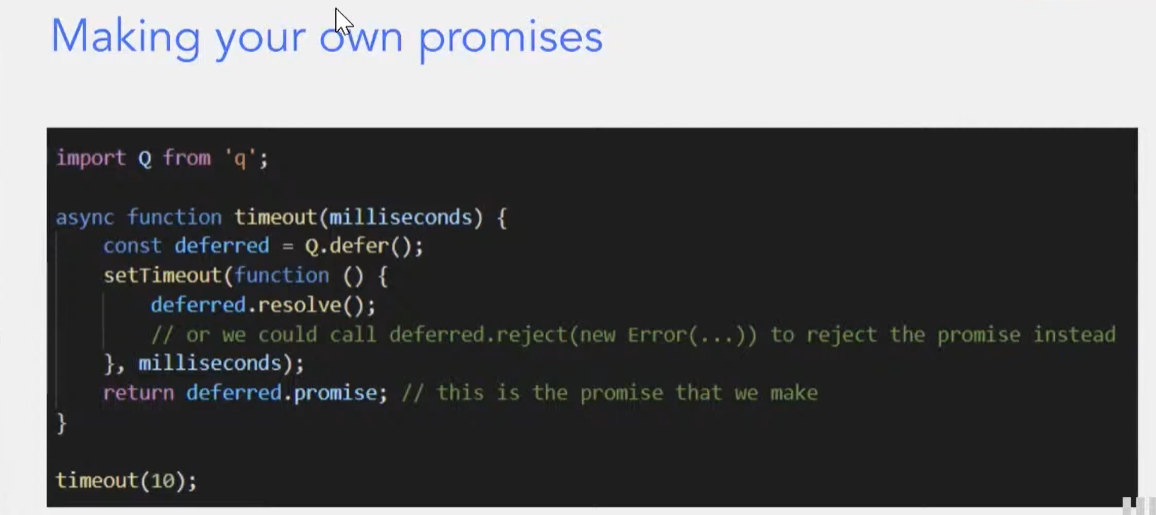 Making your own promises
import Q from 'q';
async function timeout(milliseconds) {
const deferred = Q.defer();
setTimeout(function () {
deferred.resolve();
// or we could call deferred.reject(new Error(...)) to reject the promise instead
}, milliseconds);
return deferred.promise; // this is the promise that we make
}
timeout(10);